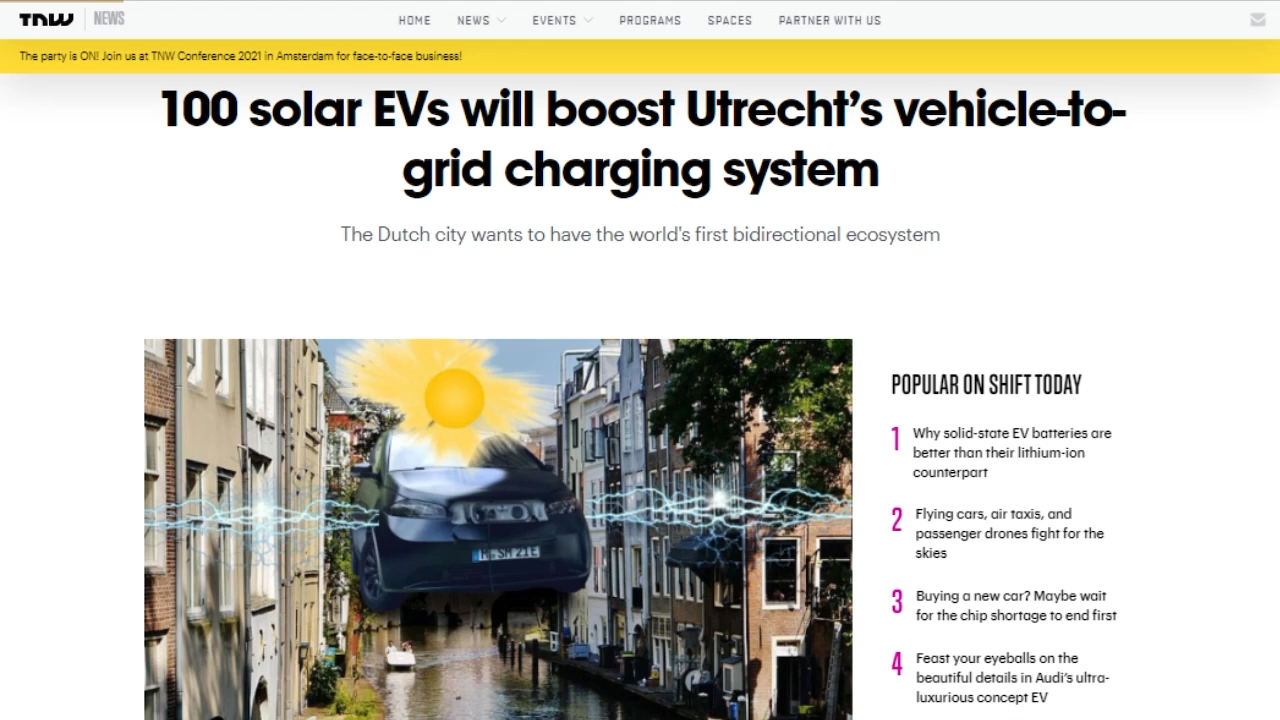 TNW NEWS HOME NEWS EVENTS PROGRAMS SPACES PARTNER WITH US
The party is ON! Join us at TNW Conference 2021 in Amsterdam for face-to-face business!
100 solar EVs will boost Utrecht's vehicle-to-
grid charging system
The Dutch city wants to have the world's first bidirectional ecosystem
POPULAR ON SHIFT TODAY
1 Why solid-state EV batteries are
better than their lithium-ion
counterpart
2 Flying cars, air taxis, and
passenger drones fight for the
skies
3 Buying a new car? Maybe wait
for the chip shortage to end first
4 Feast your eyeballs on the
beautiful details in Audi's ultra-
luxurious concept EV